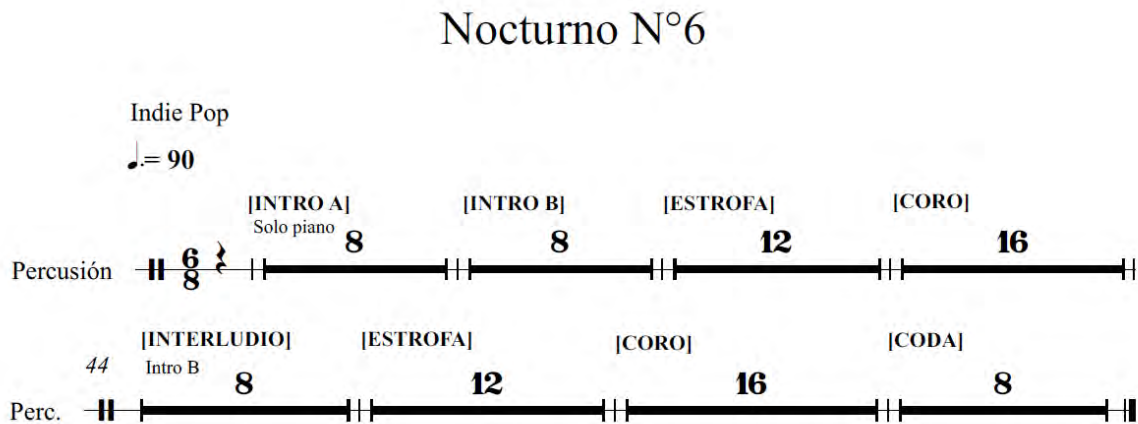 Nocturno N°6
Indie Pop
♩.= 90
[INTRO A] [INTRO B] [ESTROFA] [CORO]
Solo piano
8 8 12 16
Percusión 6/8
[INTERLUDIO] [ESTROFA] [CORO] [CODA]
44 Intro B
8 12 16 8
Perc.